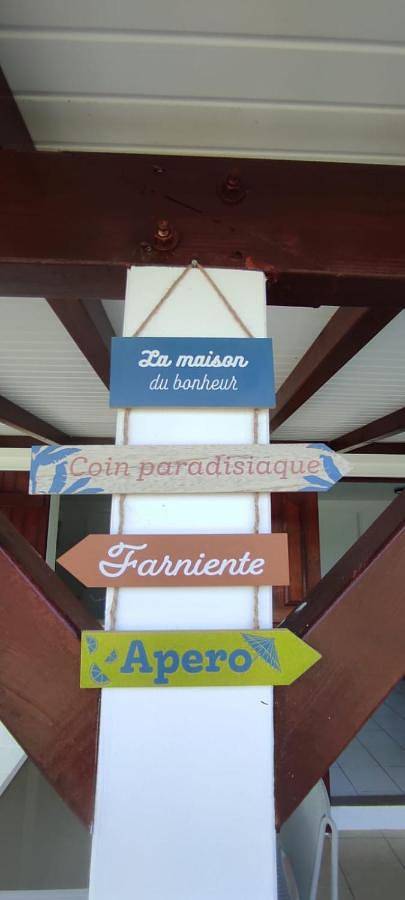 La maison
du bonheur
Coin paradisiaque
Farniente
Apero